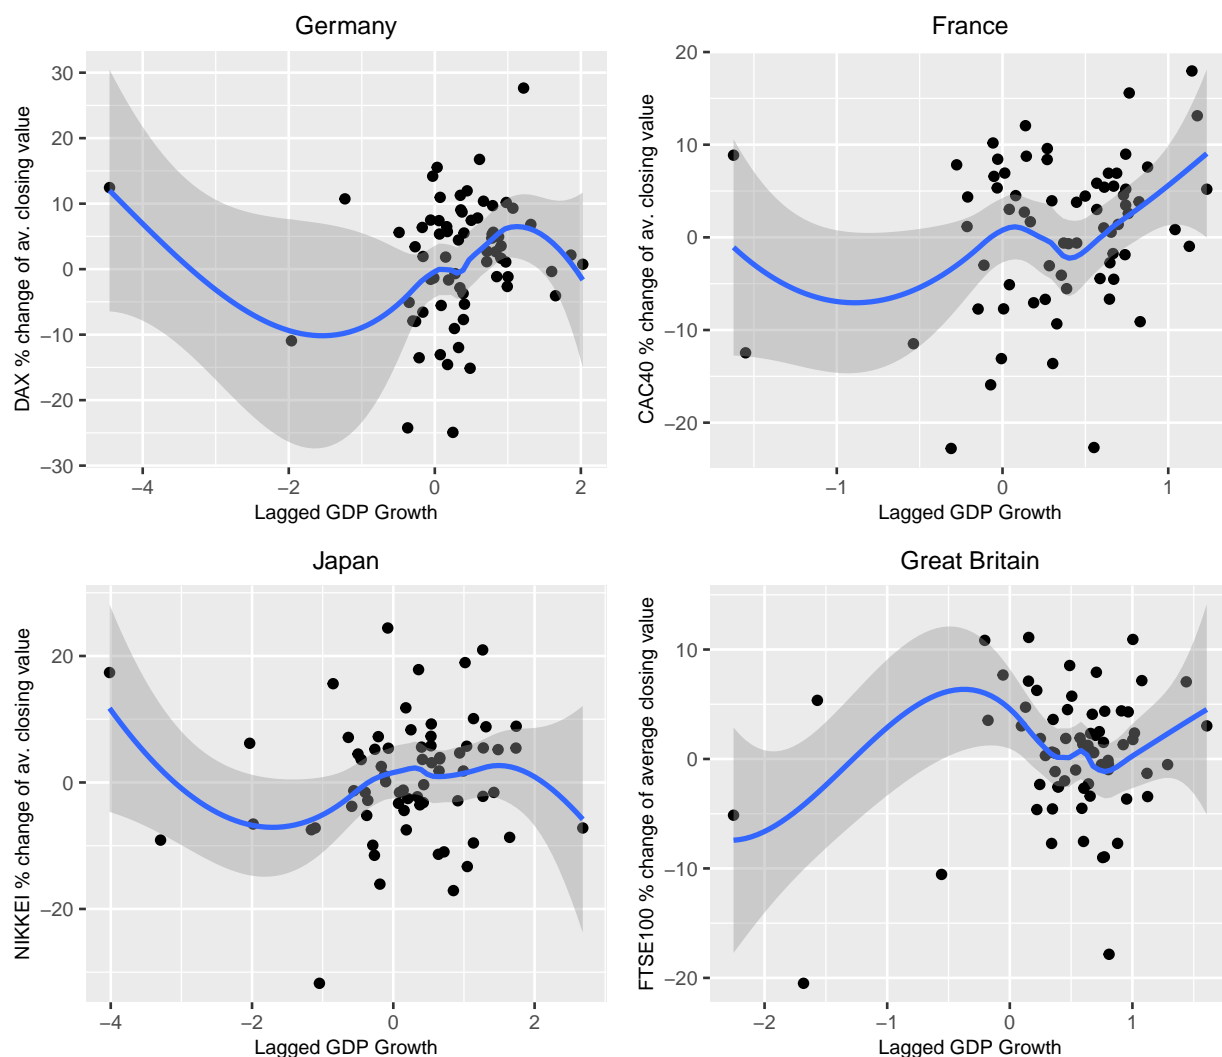 Germany
DAX % change of av. closing value
30
20
10
0
−10
−20
−30
−4
−2
0
2
Lagged GDP Growth
France
CAC40 % change of av. closing value
20
10
0
−10
−20
−1
0
1
Lagged GDP Growth
Japan
NIKKEI % change of av. closing value
20
0
−20
−4
−2
0
2
Lagged GDP Growth
Great Britain
FTSE100 % change of average closing value
10
0
−10
−20
−2
−1
0
1
Lagged GDP Growth